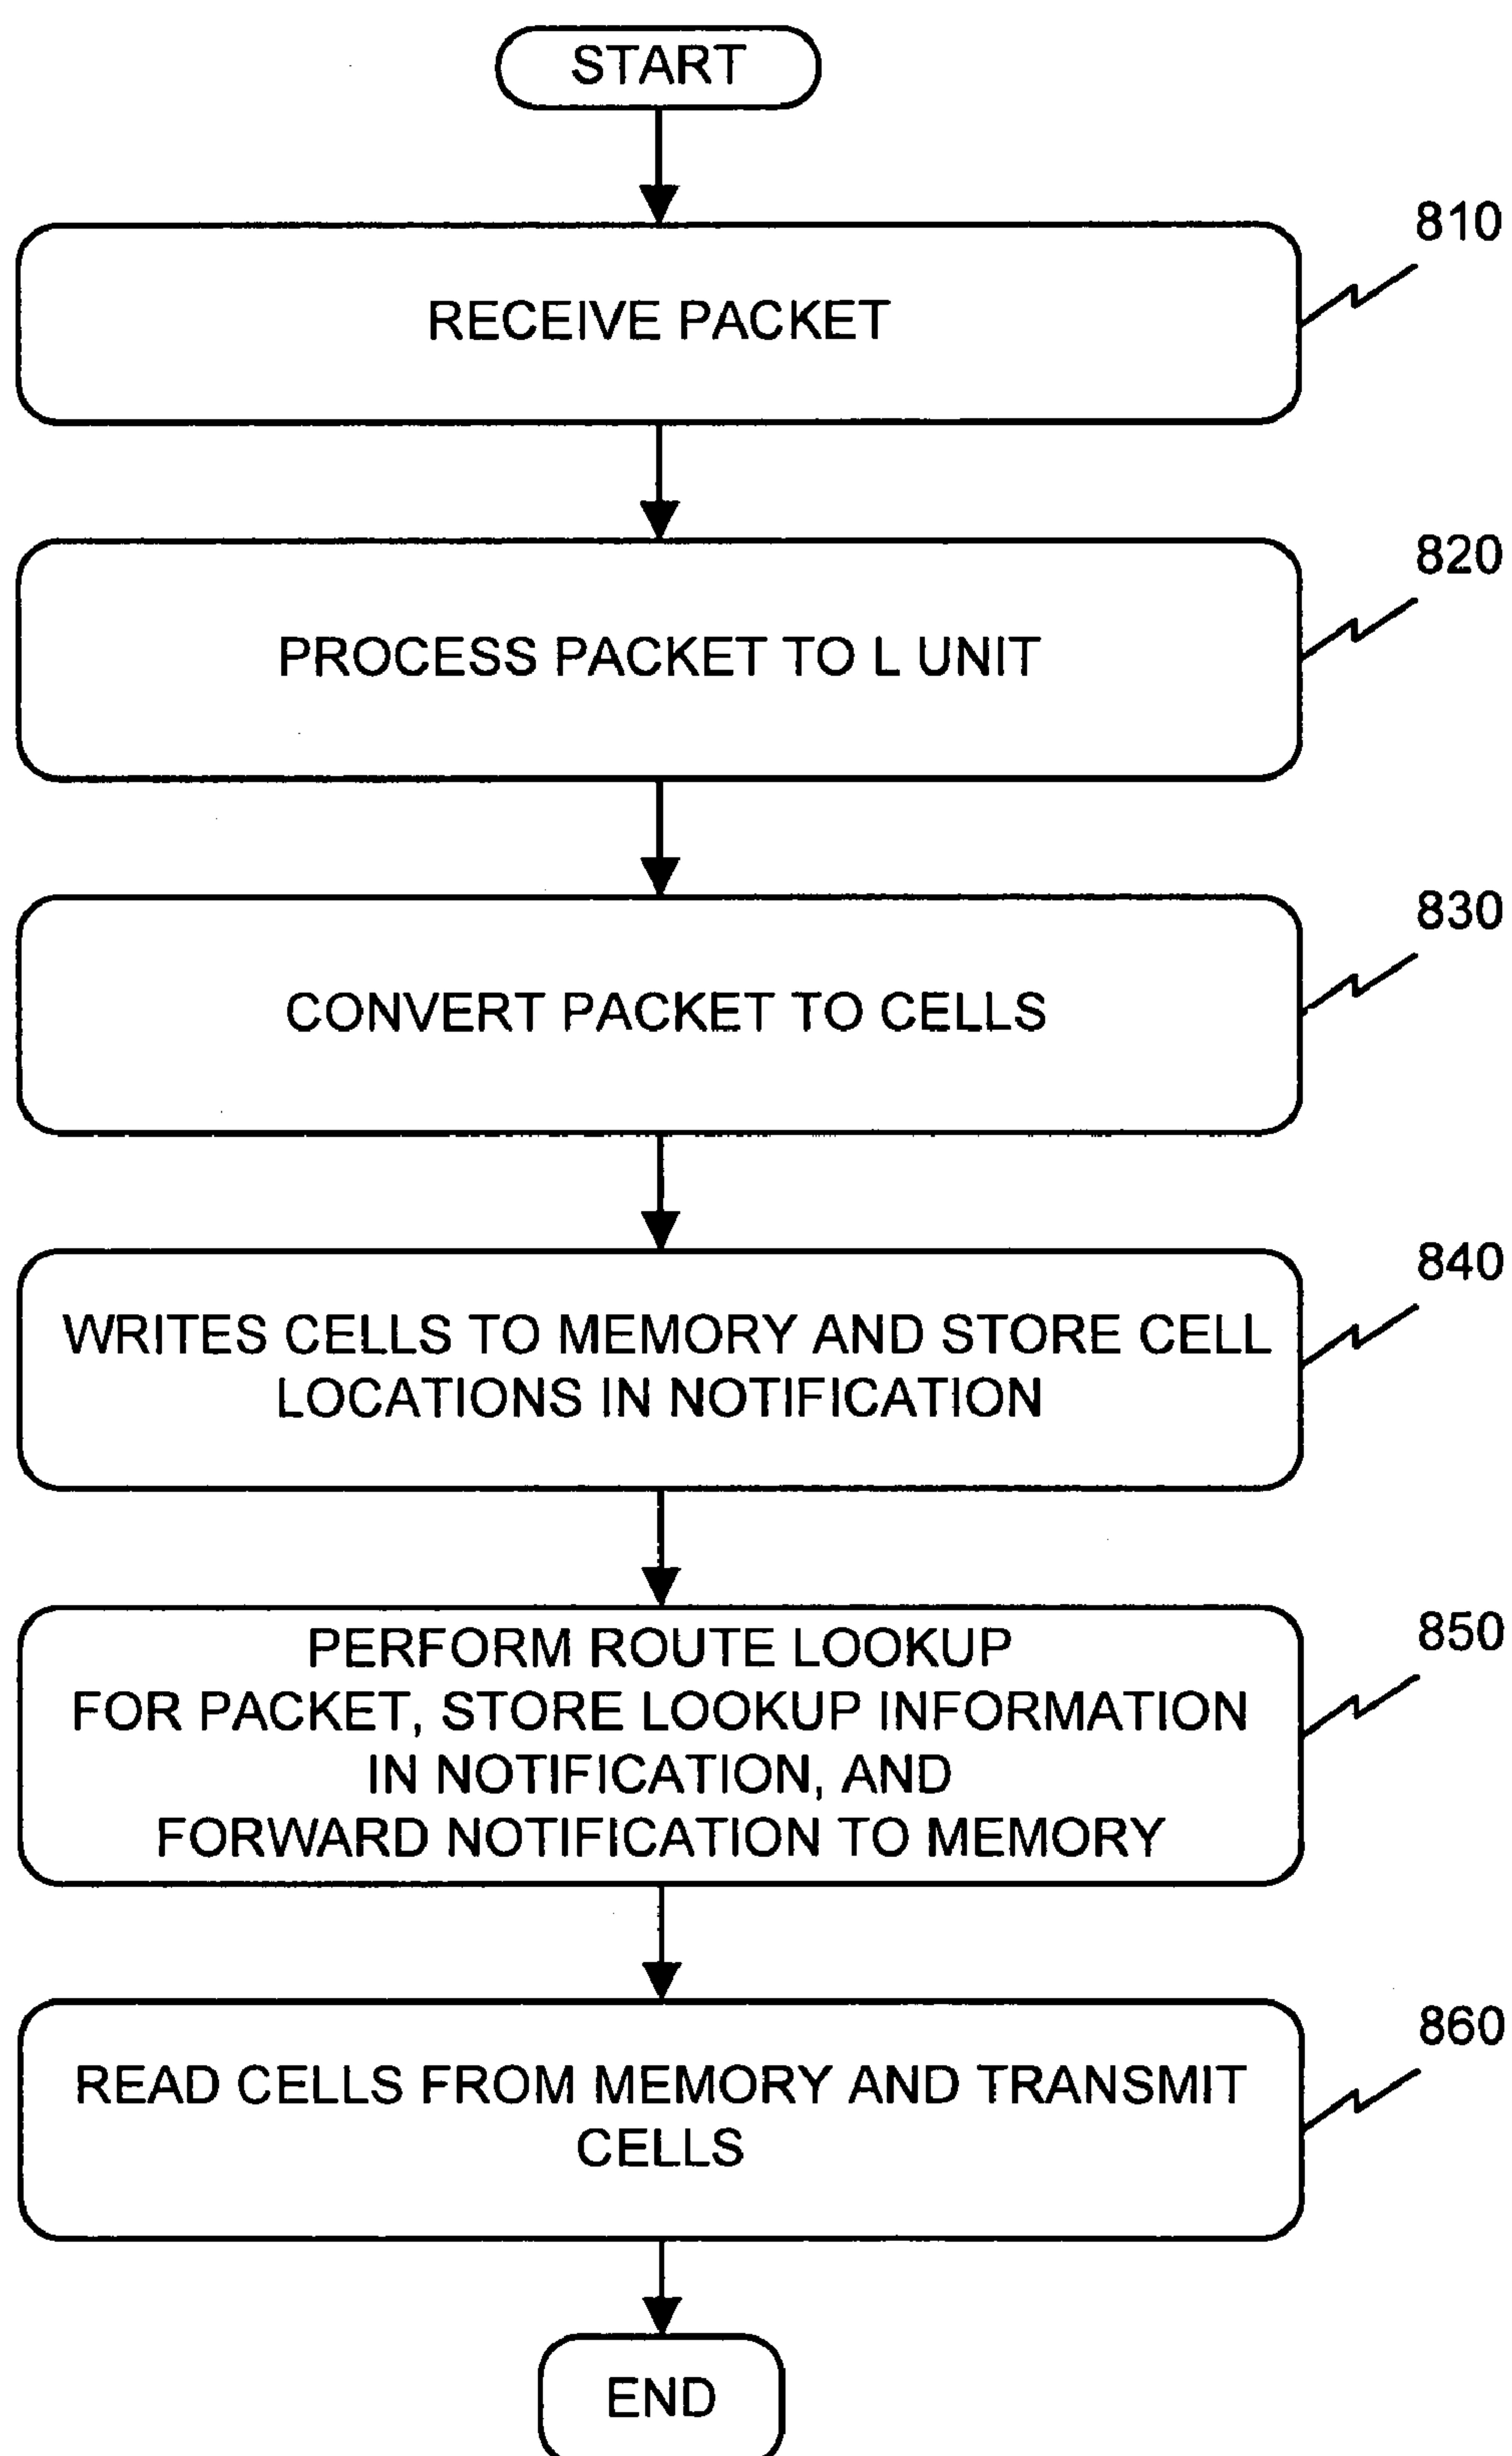 START
810
RECEIVE PACKET
820
PROCESS PACKET TO L UNIT
830
CONVERT PACKET TO CELLS
840
WRITES CELLS TO MEMORY AND STORE CELL
LOCATIONS IN NOTIFICATION
850
PERFORM ROUTE LOOKUP
FOR PACKET, STORE LOOKUP INFORMATION
IN NOTIFICATION, AND
FORWARD NOTIFICATION TO MEMORY
860
READ CELLS FROM MEMORY AND TRANSMIT
CELLS
END